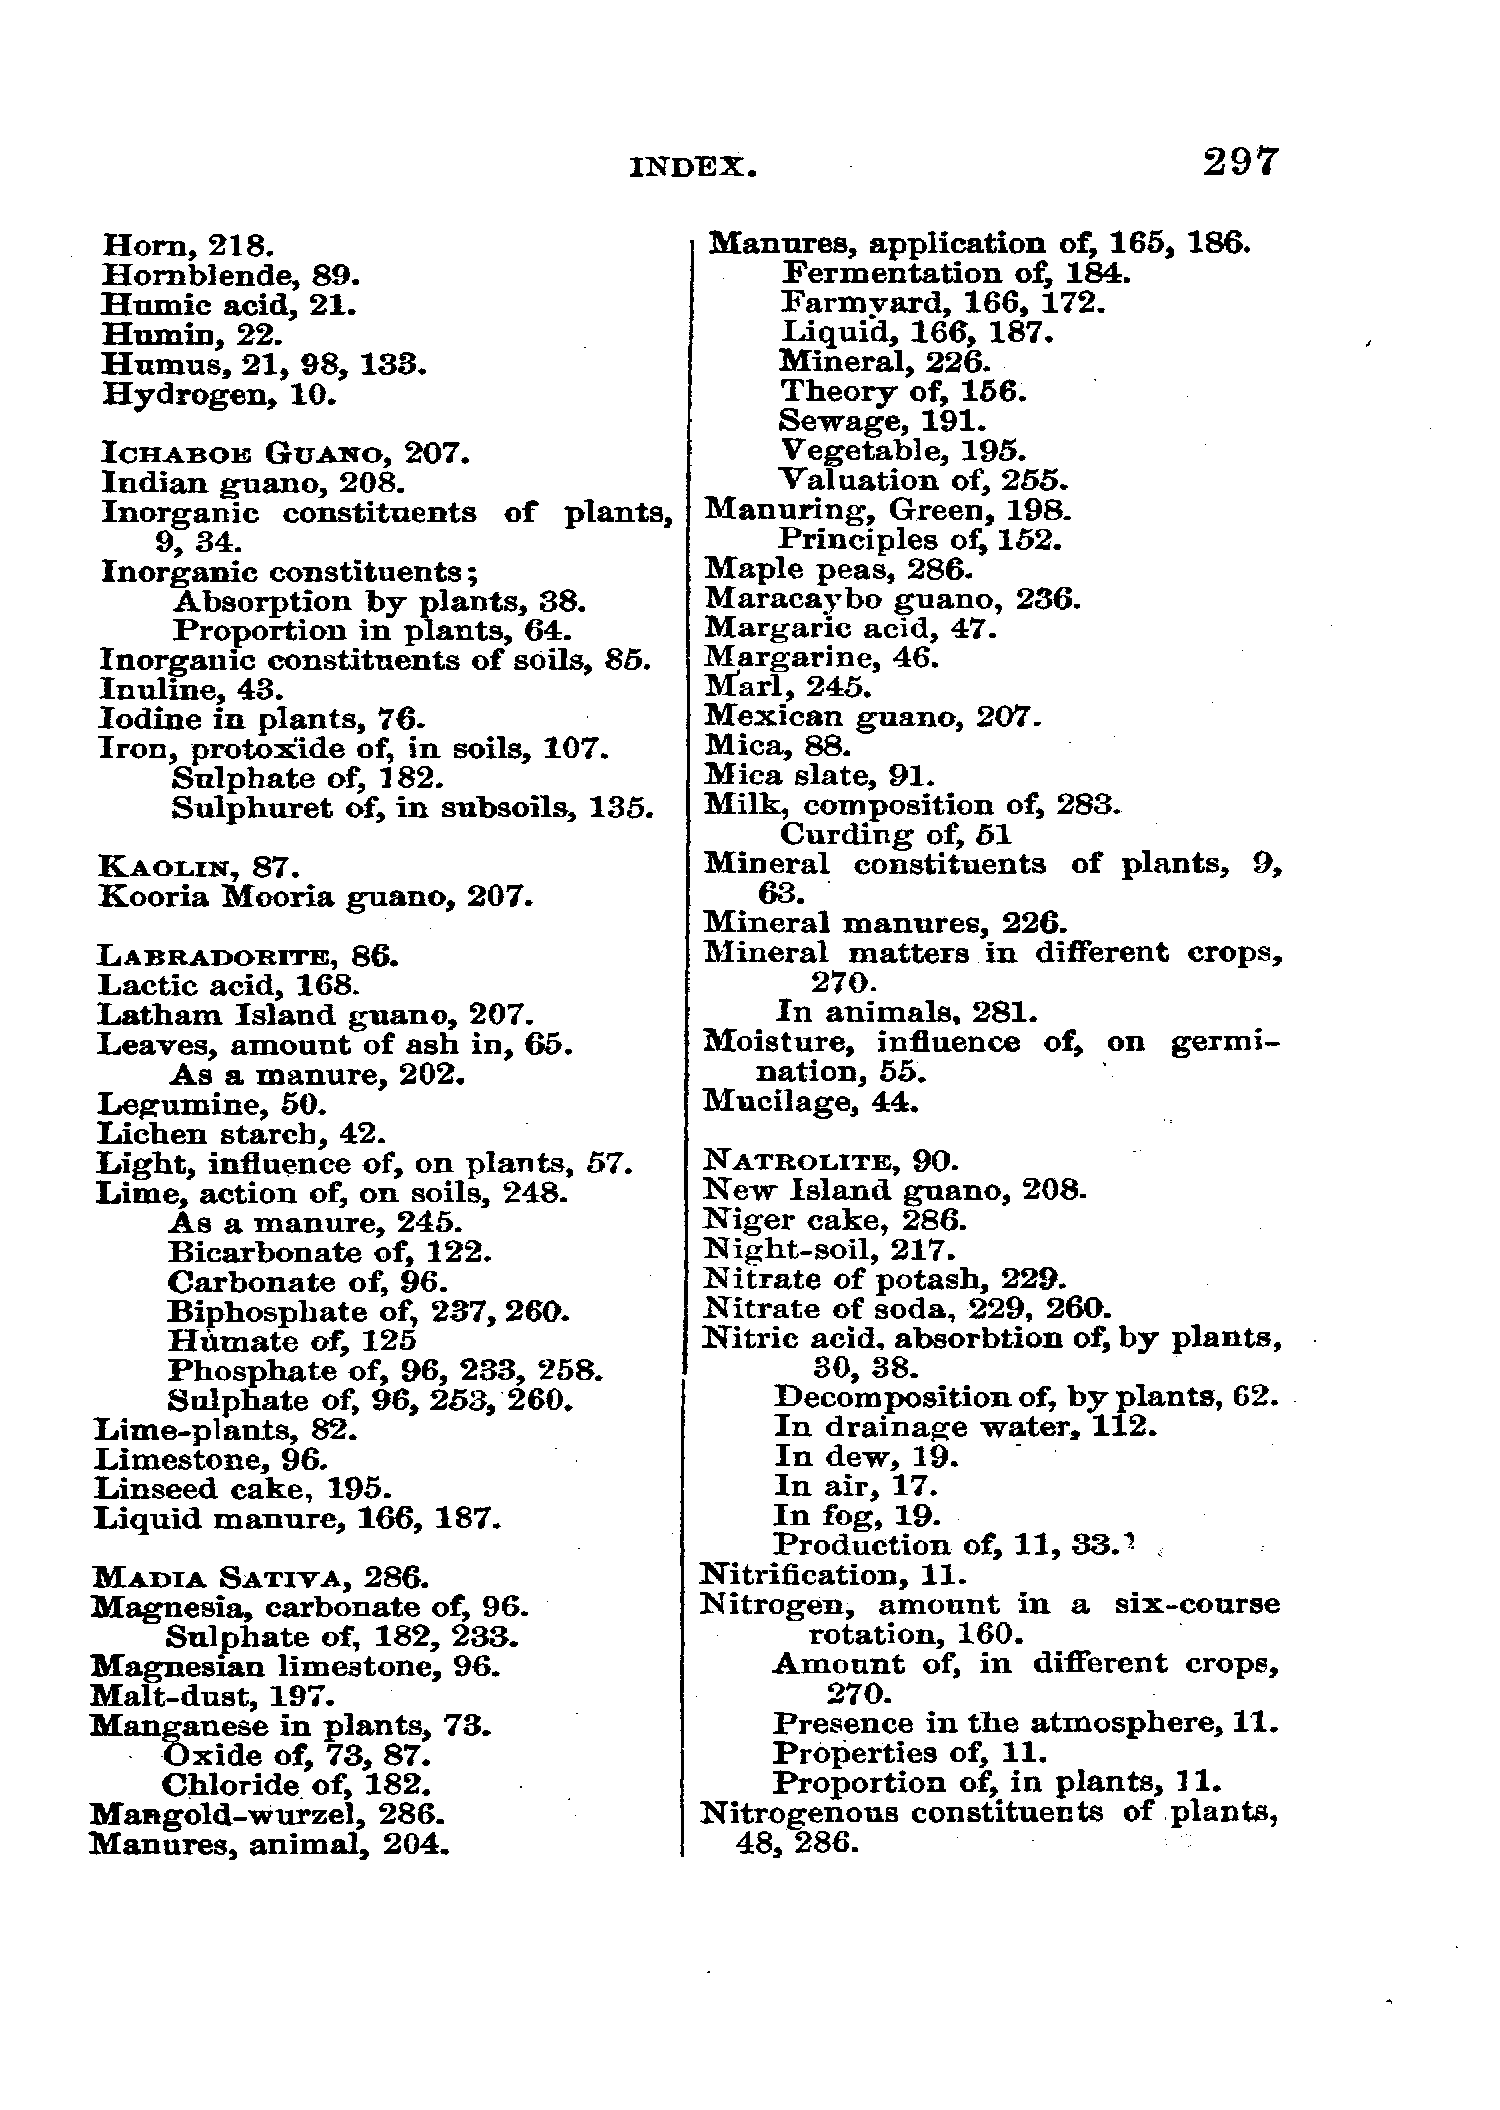 INDEX. 297
Horn, 218.
Hornblende, 89.
Humic acid, 21.
Humin, 22.
Humus, 21, 98, 133.
Hydrogen, 10.
ICHABOE GUANO, 207.
Indian guano, 208.
Inorganic constituents of plants,
9, 34.
Inorganic constituents;
Absorption by plants, 38.
Proportion in plants, 64.
Inorganic constituents of soils, 85.
Inuline, 43.
Iodine in plants, 76.
Iron, protoxide of, in soils, 107.
Sulphate of, 182.
Sulphuret of, in subsoils, 135.
KAOLIN, 87.
Kooria Mooria guano, 207.
LABRADORITE, 86.
Lactic acid, 168.
Latham Island guano, 207.
Leaves, amount of ash in, 65.
As a manure, 202.
Legumine, 50.
Lichen starch, 42.
Light, influence of, on plants, 57.
Lime, action of, on soils, 248.
As a manure, 245.
Bicarbonate of, 122.
Carbonate of, 96.
Biphosphate of, 237, 260.
Humate of, 125
Phosphate of, 96, 233, 258.
Sulphate of, 96, 253, 260.
Lime-plants, 82.
Limestone, 96.
Linseed cake, 195.
Liquid manure, 166, 187.
MADIA SATIVA, 286.
Magnesia, carbonate of, 96.
Sulphate of, 182, 233.
Magnesian limestone, 96.
Malt-dust, 197.
Manganese in plants, 73.
Oxide of, 73, 87.
Chloride of, 182.
Mangold-wurzel, 286.
Manures, animal, 204.
Manures, application of, 165, 186.
Fermentation of, 184.
Farmyard, 166, 172.
Liquid, 166, 187.
Mineral, 226.
Theory of, 156.
Sewage, 191.
Vegetable, 195.
Valuation of, 255.
Manuring, Green, 198.
Principles of, 152.
Maple peas, 286.
Maracaybo guano, 236.
Margaric acid, 47.
Margarine, 46.
Marl, 245.
Mexican guano, 207.
Mica, 88.
Mica slate, 91.
Milk, composition of, 283.
Curding of, 51
Mineral constituents of plants, 9,
63.
Mineral manures, 226.
Mineral matters in different crops,
270.
In animals, 281.
Moisture, influence of, on germi-
nation, 55.
Mucilage, 44.
NATROLITE, 90.
New Island guano, 208.
Niger cake, 286.
Night-soil, 217.
Nitrate of potash, 229.
Nitrate of soda, 229, 260.
Nitric acid, absorbtion of, by plants,
30, 38.
Decomposition of, by plants, 62.
In drainage water, 112.
In dew, 19.
In air, 17.
In fog, 19.
Production of, 11, 33.
Nitrification, 11.
Nitrogen, amount in a six-course
rotation, 160.
Amount of, in different crops,
270.
Presence in the atmosphere, 11.
Properties of, 11.
Proportion of, in plants, 11.
Nitrogenous constituents of plants,
48, 286.